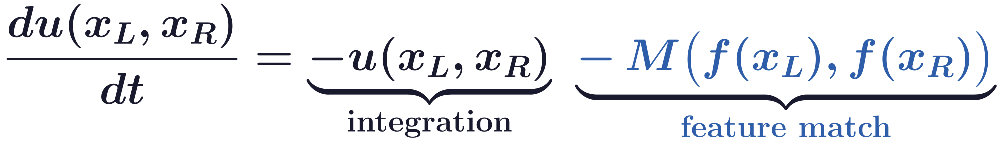 du(x_L, x_R)/dt = −u(x_L, x_R) − M(f(x_L), f(x_R))
integration feature match